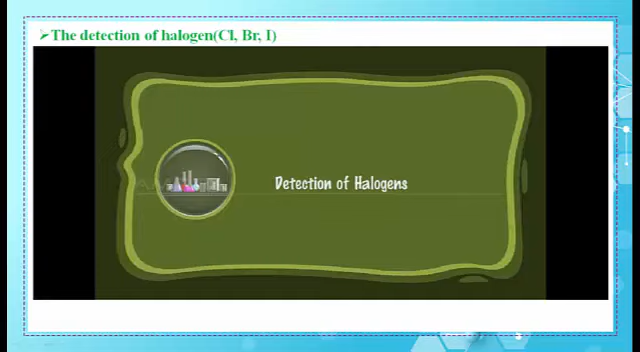 ➢The detection of halogen(Cl, Br, I)
Detection of Halogens